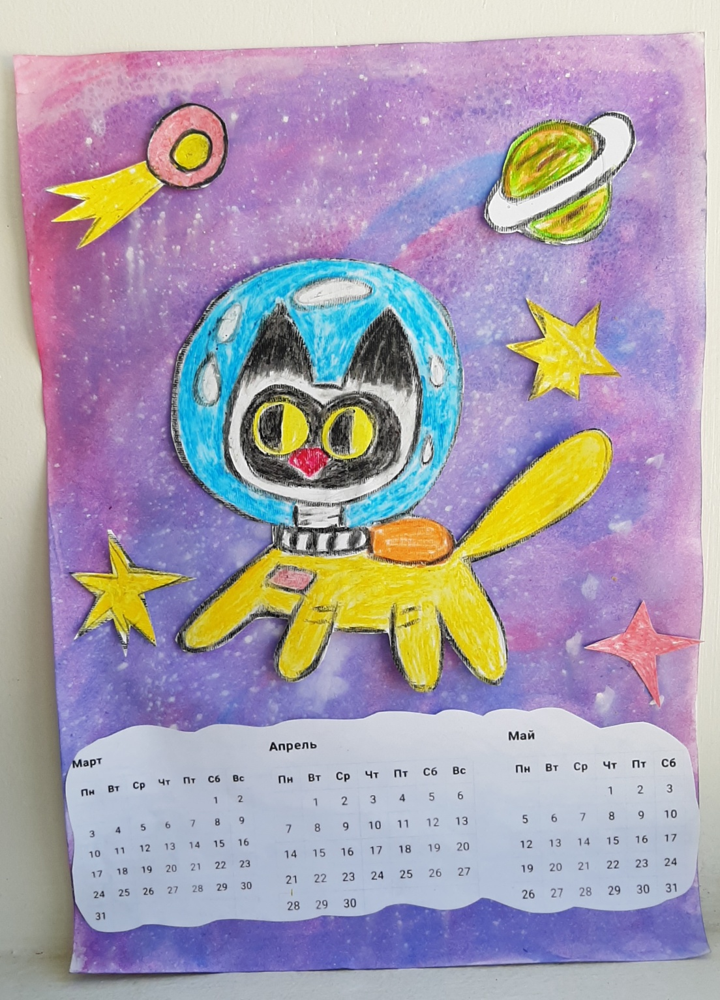 Март
Пн Вт Ср Чт Пт Сб Вс
1 2
3 4 5 6 7 8 9
10 11 12 13 14 15 16
17 18 19 20 21 22 23
24 25 26 27 28 29 30
31
Апрель
Пн Вт Ср Чт Пт Сб Вс
1 2 3 4 5 6
7 8 9 10 11 12 13
14 15 16 17 18 19 20
21 22 23 24 25 26 27
28 29 30
Май
Пн Вт Ср Чт Пт Сб
1 2 3
5 6 7 8 9 10
12 13 14 15 16 17
19 20 21 22 23 24
26 27 28 29 30 31